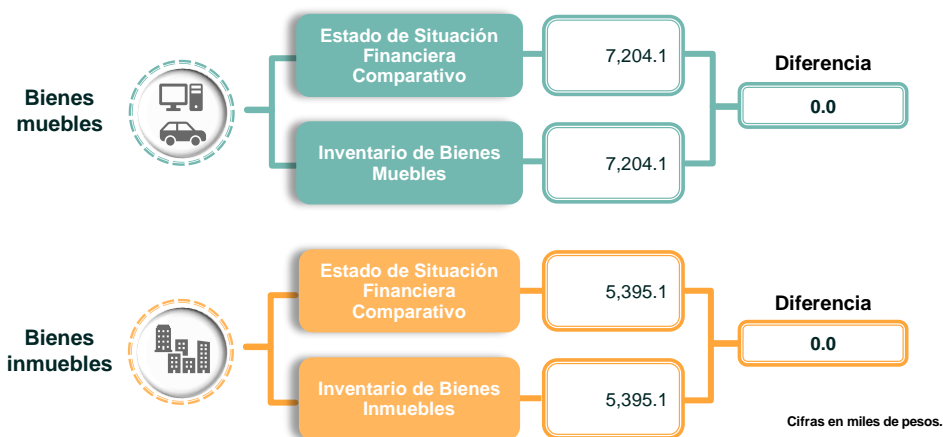 Bienes
muebles
Estado de Situación
Financiera
Comparativo
7,204.1
Inventario de Bienes
Muebles
7,204.1
Diferencia
0.0
Bienes
inmuebles
Estado de Situación
Financiera
Comparativo
5,395.1
Inventario de Bienes
Inmuebles
5,395.1
Diferencia
0.0
Cifras en miles de pesos.